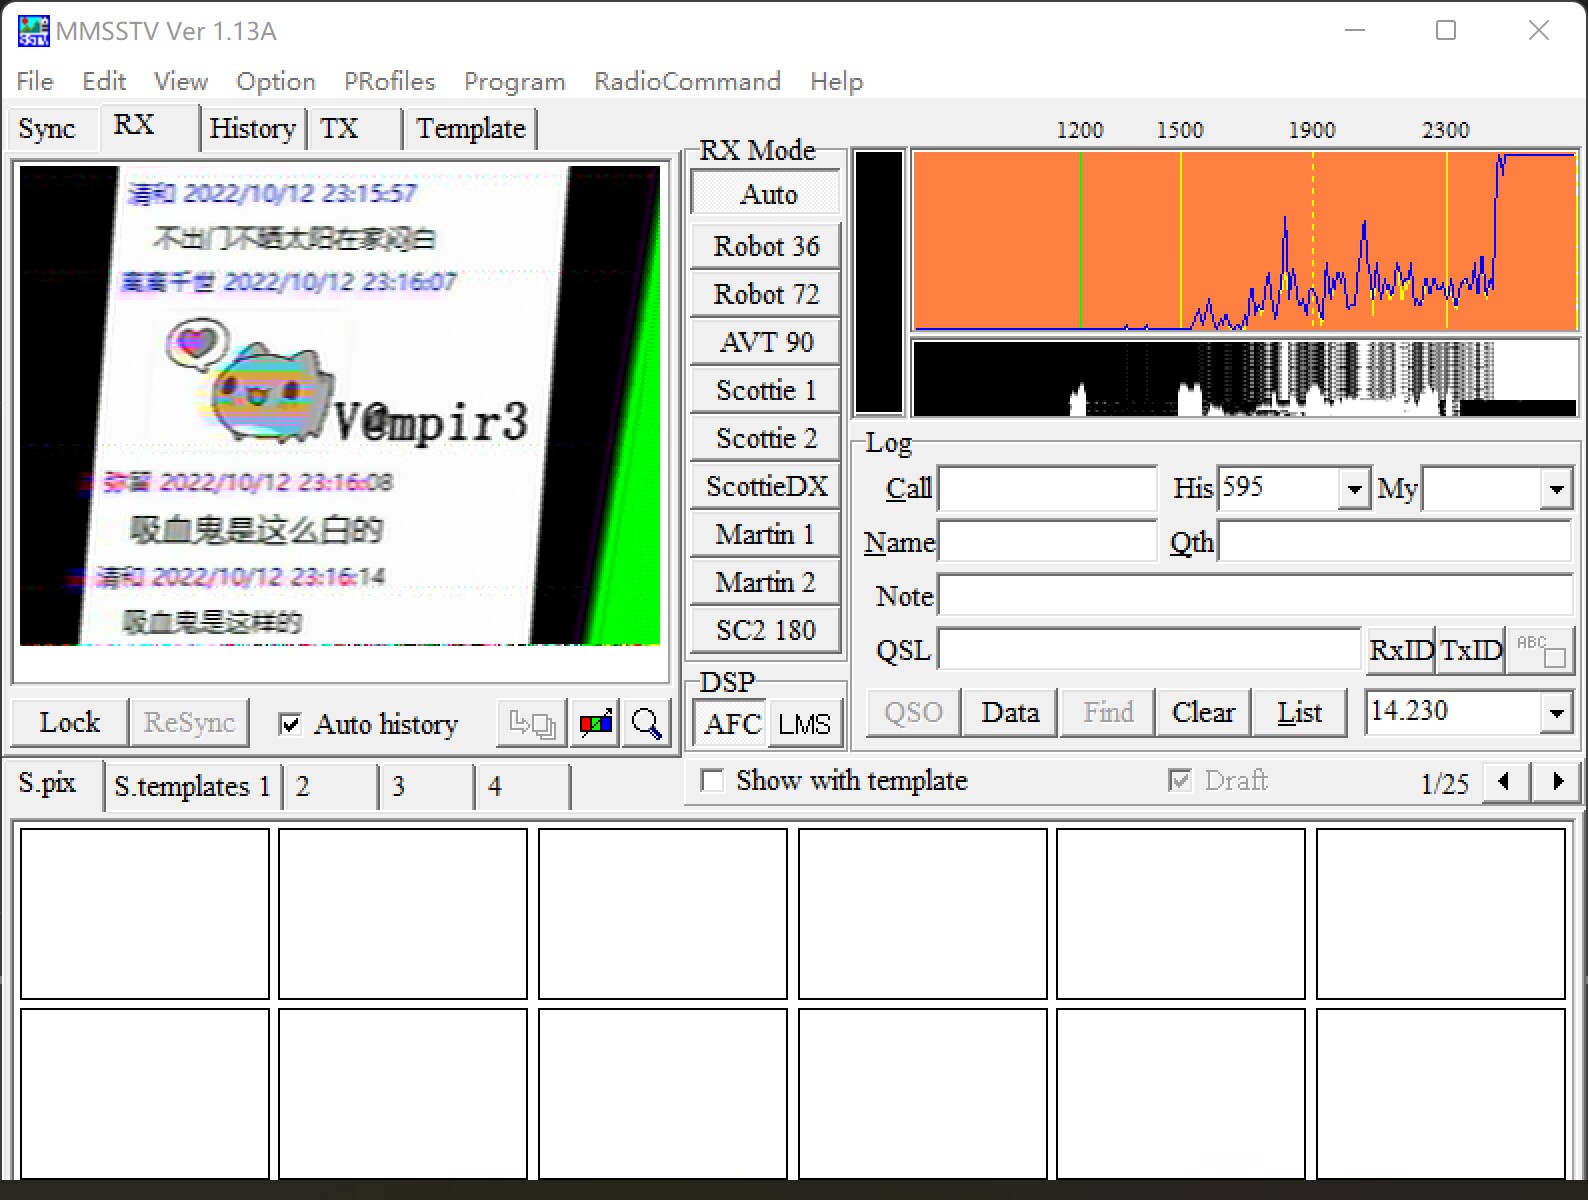 MMSSTV Ver 1.13A
File Edit View Option PRofiles Program RadioCommand Help
Sync RX History TX Template
1200 1500 1900 2300
清和 2022/10/12 23:15:57
不出门不晒太阳在家闷白
离离千世 2022/10/12 23:16:07
V@mpir3
2022/10/12 23:16:08
吸血鬼是这么白的
清和 2022/10/12 23:16:14
吸血鬼是这样的
RX Mode
Auto
Robot 36
Robot 72
AVT 90
Scottie 1
Scottie 2
ScottieDX
Martin 1
Martin 2
SC2 180
DSP
AFC LMS
Log
Call His 595 My
Name Qth
Note
QSL RxID TxID ABC
QSO Data Find Clear List 14.230
Lock ReSync Auto history
Show with template Draft 1/25
S.pix S.templates 1 2 3 4